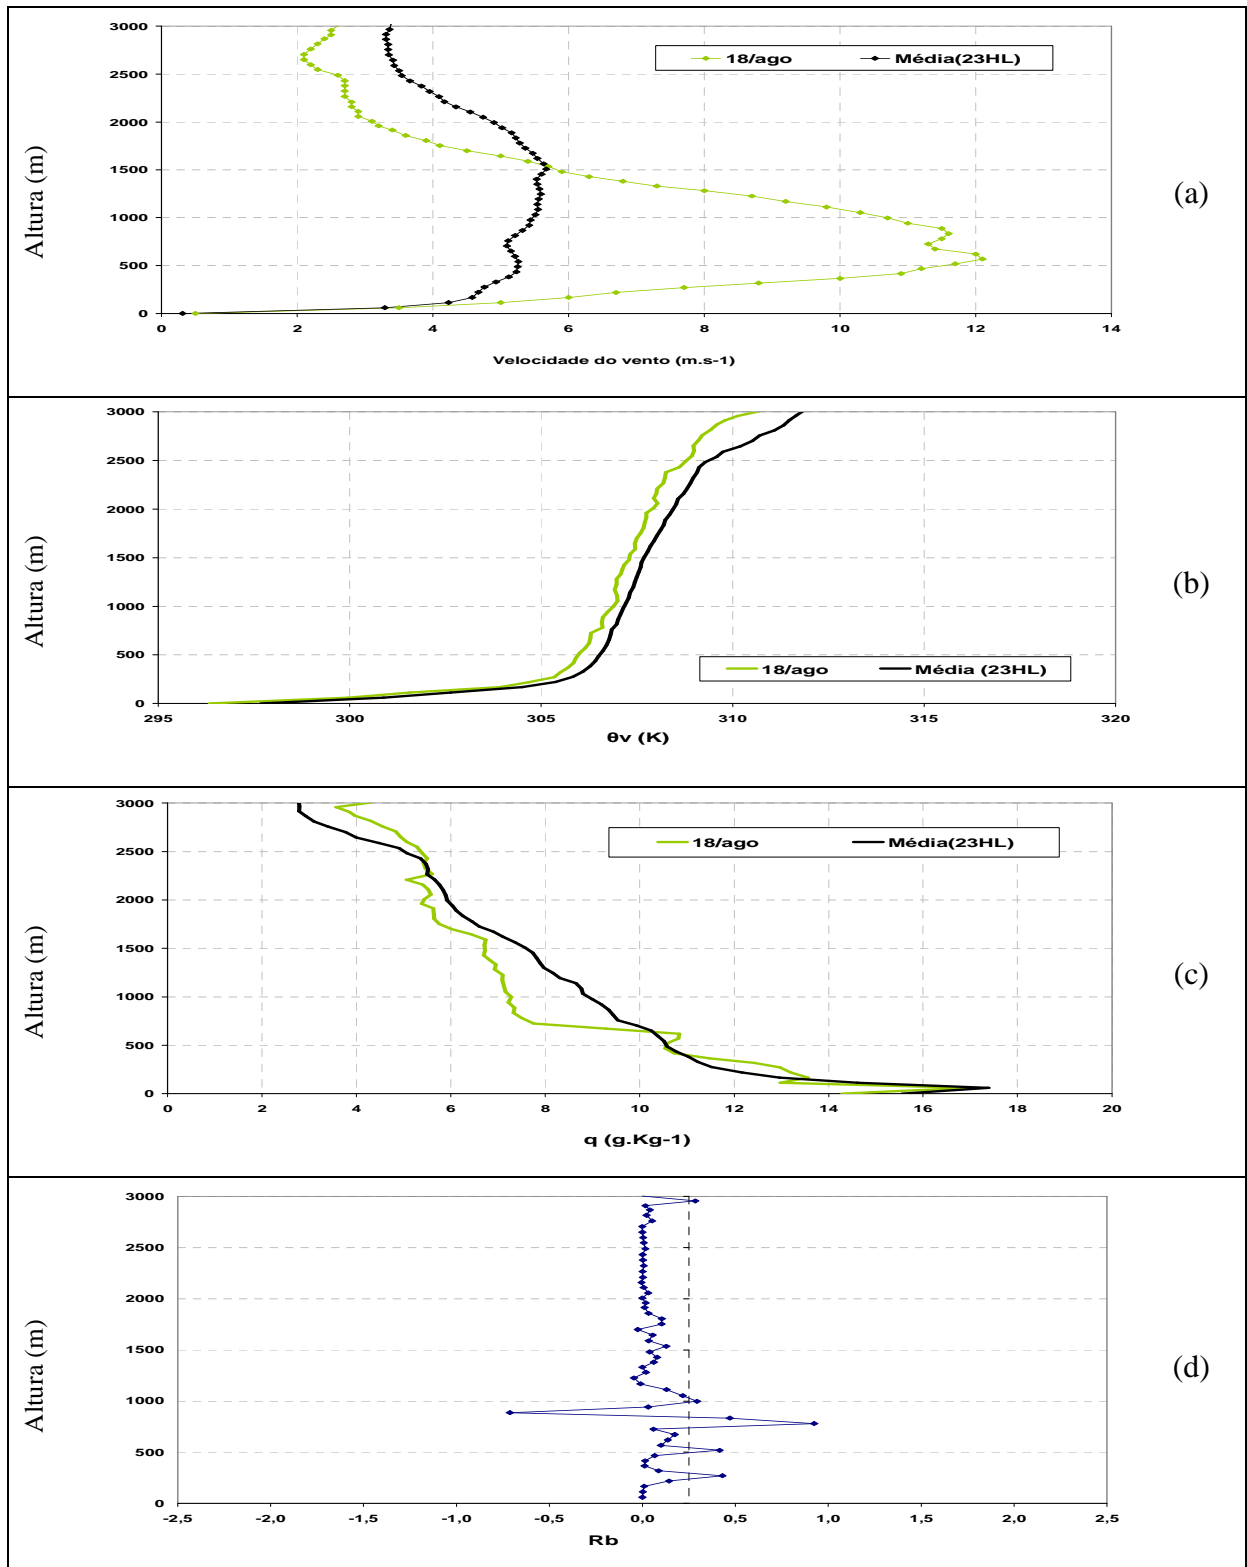 3000
2500
2000
1500
1000
500
0
Altura (m)
18/ago Média(23HL)
(a)
0 2 4 6 8 10 12 14
Velocidade do vento (m.s-1)
3000
2500
2000
1500
1000
500
0
Altura (m)
18/ago Média (23HL)
(b)
295 300 305 310 315 320
θv (K)
3000
2500
2000
1500
1000
500
0
Altura (m)
18/ago Média(23HL)
(c)
0 2 4 6 8 10 12 14 16 18 20
q (g.Kg-1)
3000
2500
2000
1500
1000
500
0
Altura (m)
(d)
-2,5 -2,0 -1,5 -1,0 -0,5 0,0 0,5 1,0 1,5 2,0 2,5
Rb